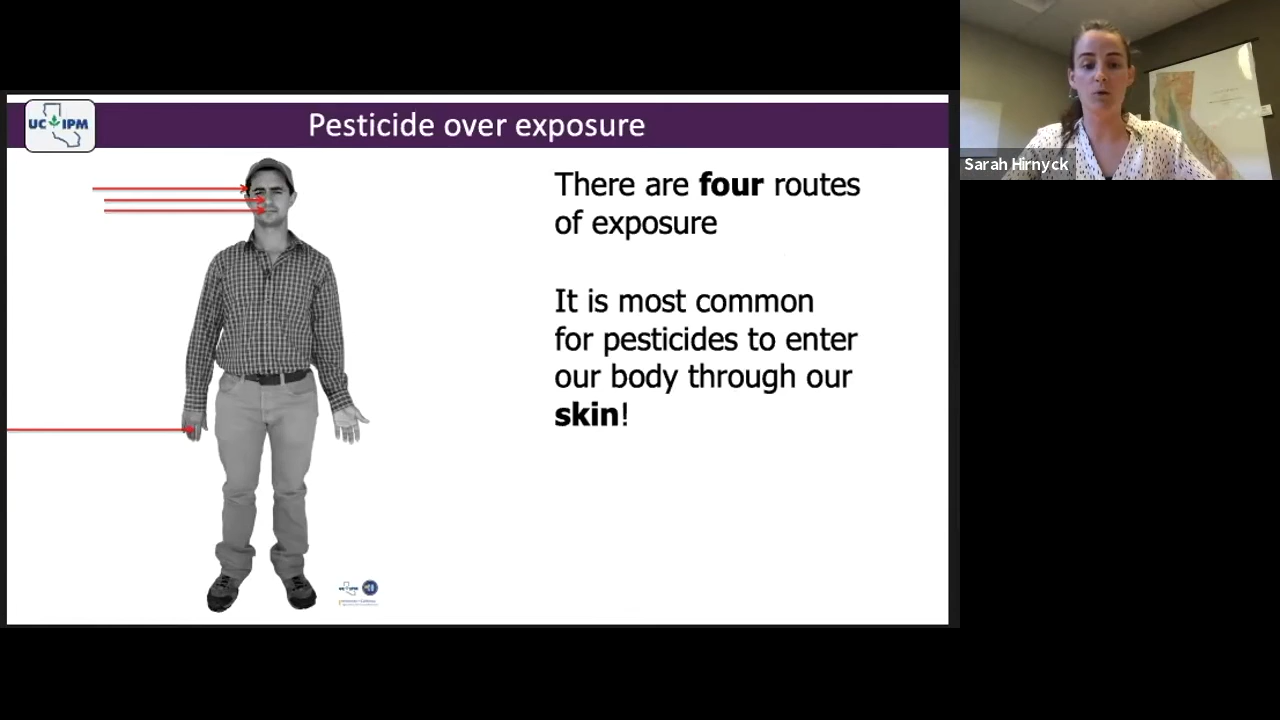 UC IPM
Pesticide over exposure
There are four routes
of exposure
It is most common
for pesticides to enter
our body through our
skin!
Sarah Hirnyck